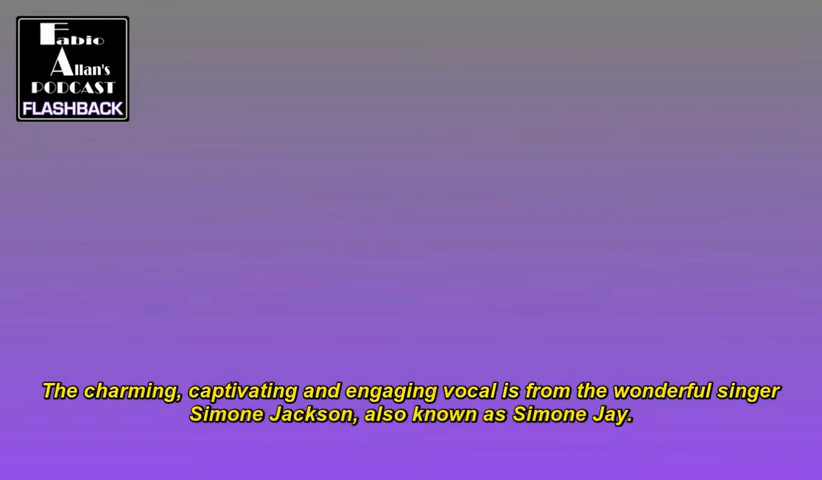 Fabio
Allan's
PODCAST
FLASHBACK
The charming, captivating and engaging vocal is from the wonderful singer
Simone Jackson, also known as Simone Jay.